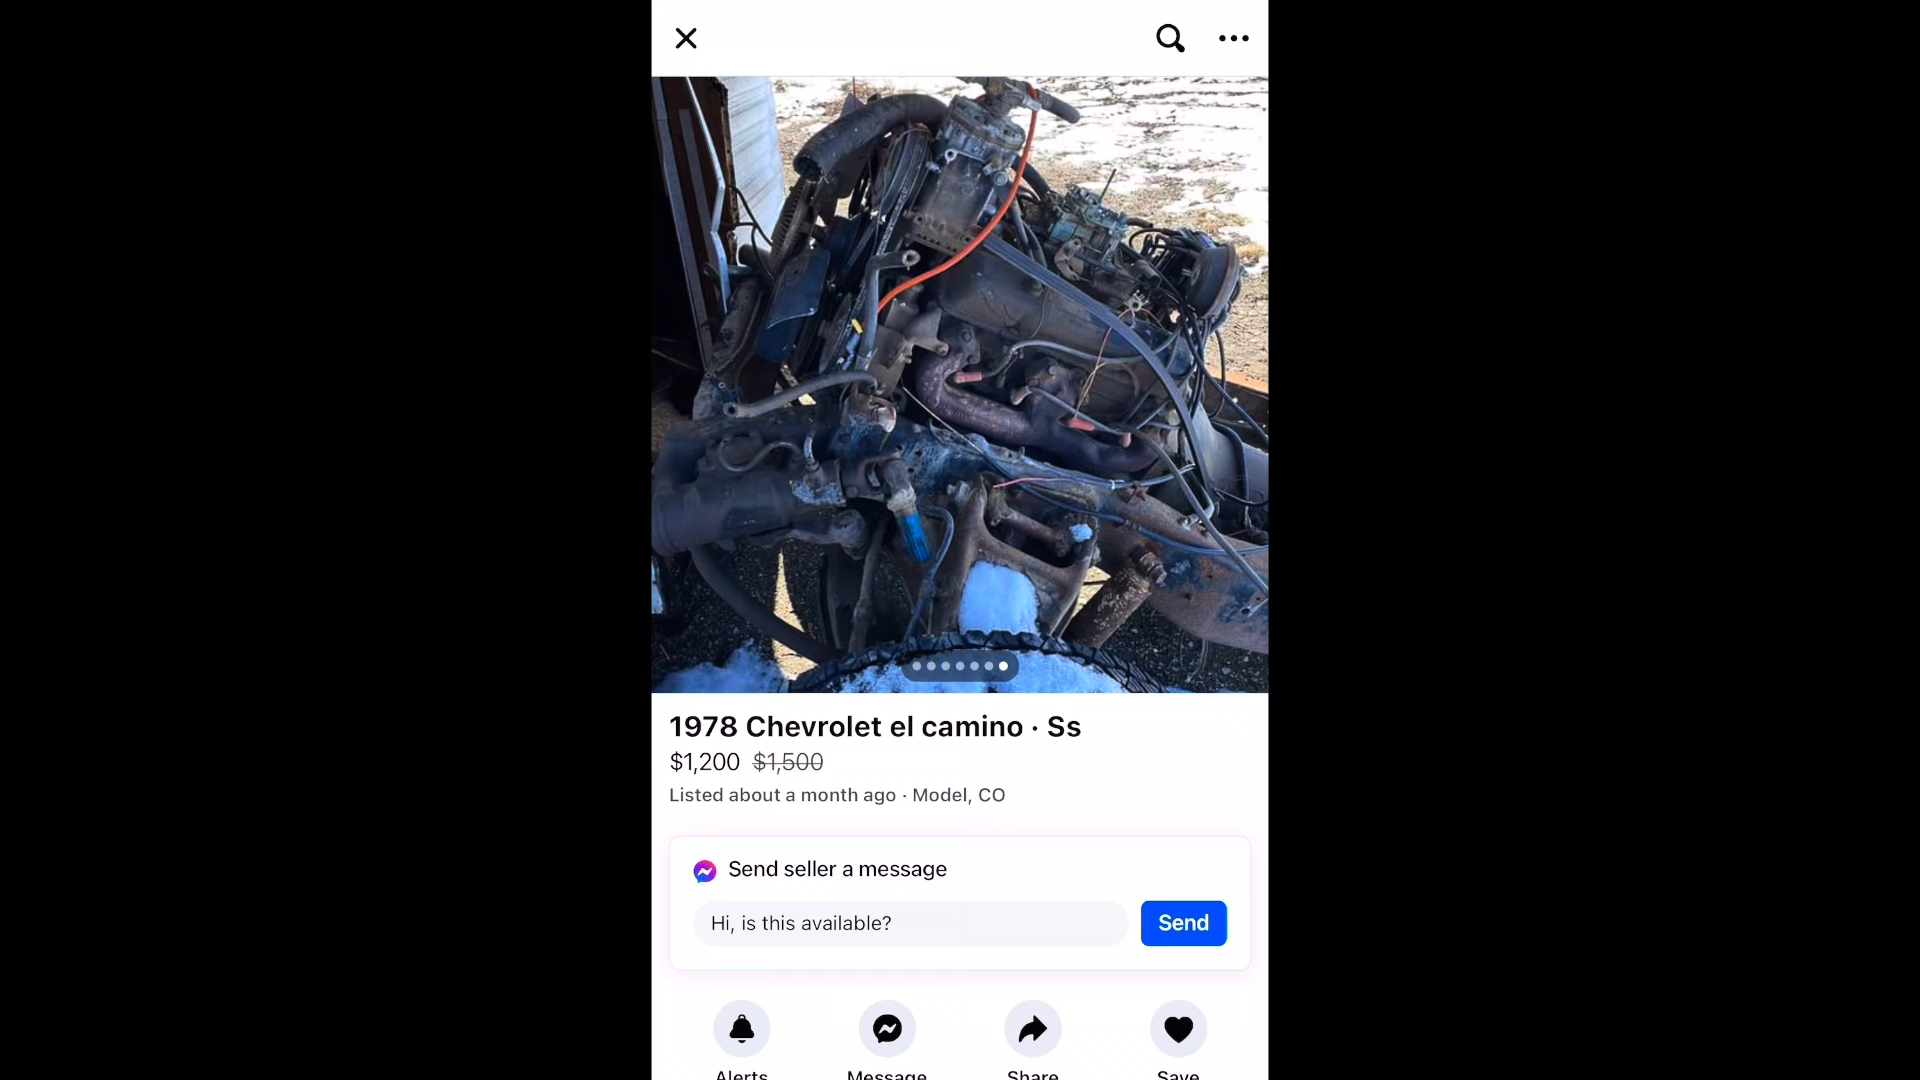 1978 Chevrolet el camino · Ss
$1,200 $1,500
Listed about a month ago · Model, CO
Send seller a message
Hi, is this available?
Send
Alerts
Message
Share
Save